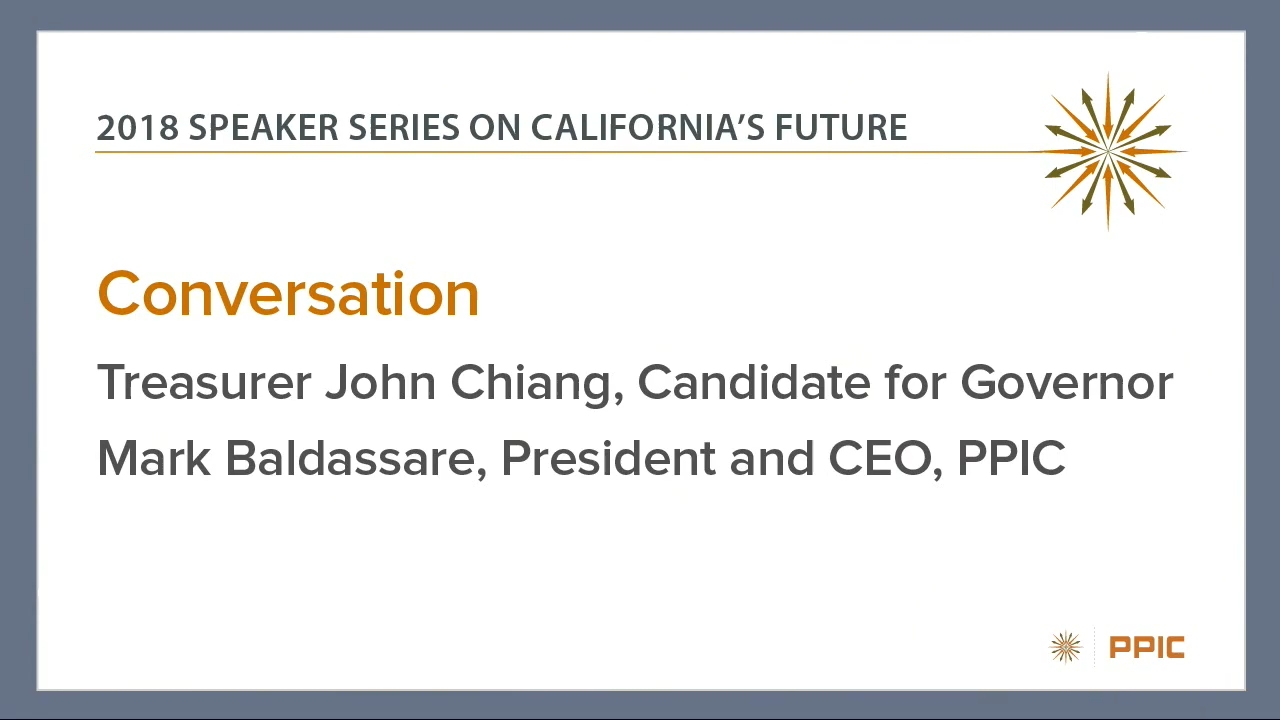 2018 SPEAKER SERIES ON CALIFORNIA’S FUTURE
Conversation
Treasurer John Chiang, Candidate for Governor
Mark Baldassare, President and CEO, PPIC
PPIC